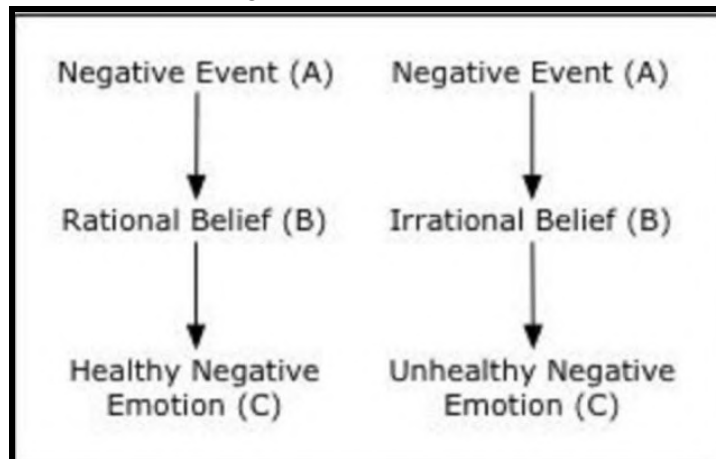 Negative Event (A)
Negative Event (A)
Rational Belief (B)
Irrational Belief (B)
Healthy Negative
Emotion (C)
Unhealthy Negative
Emotion (C)